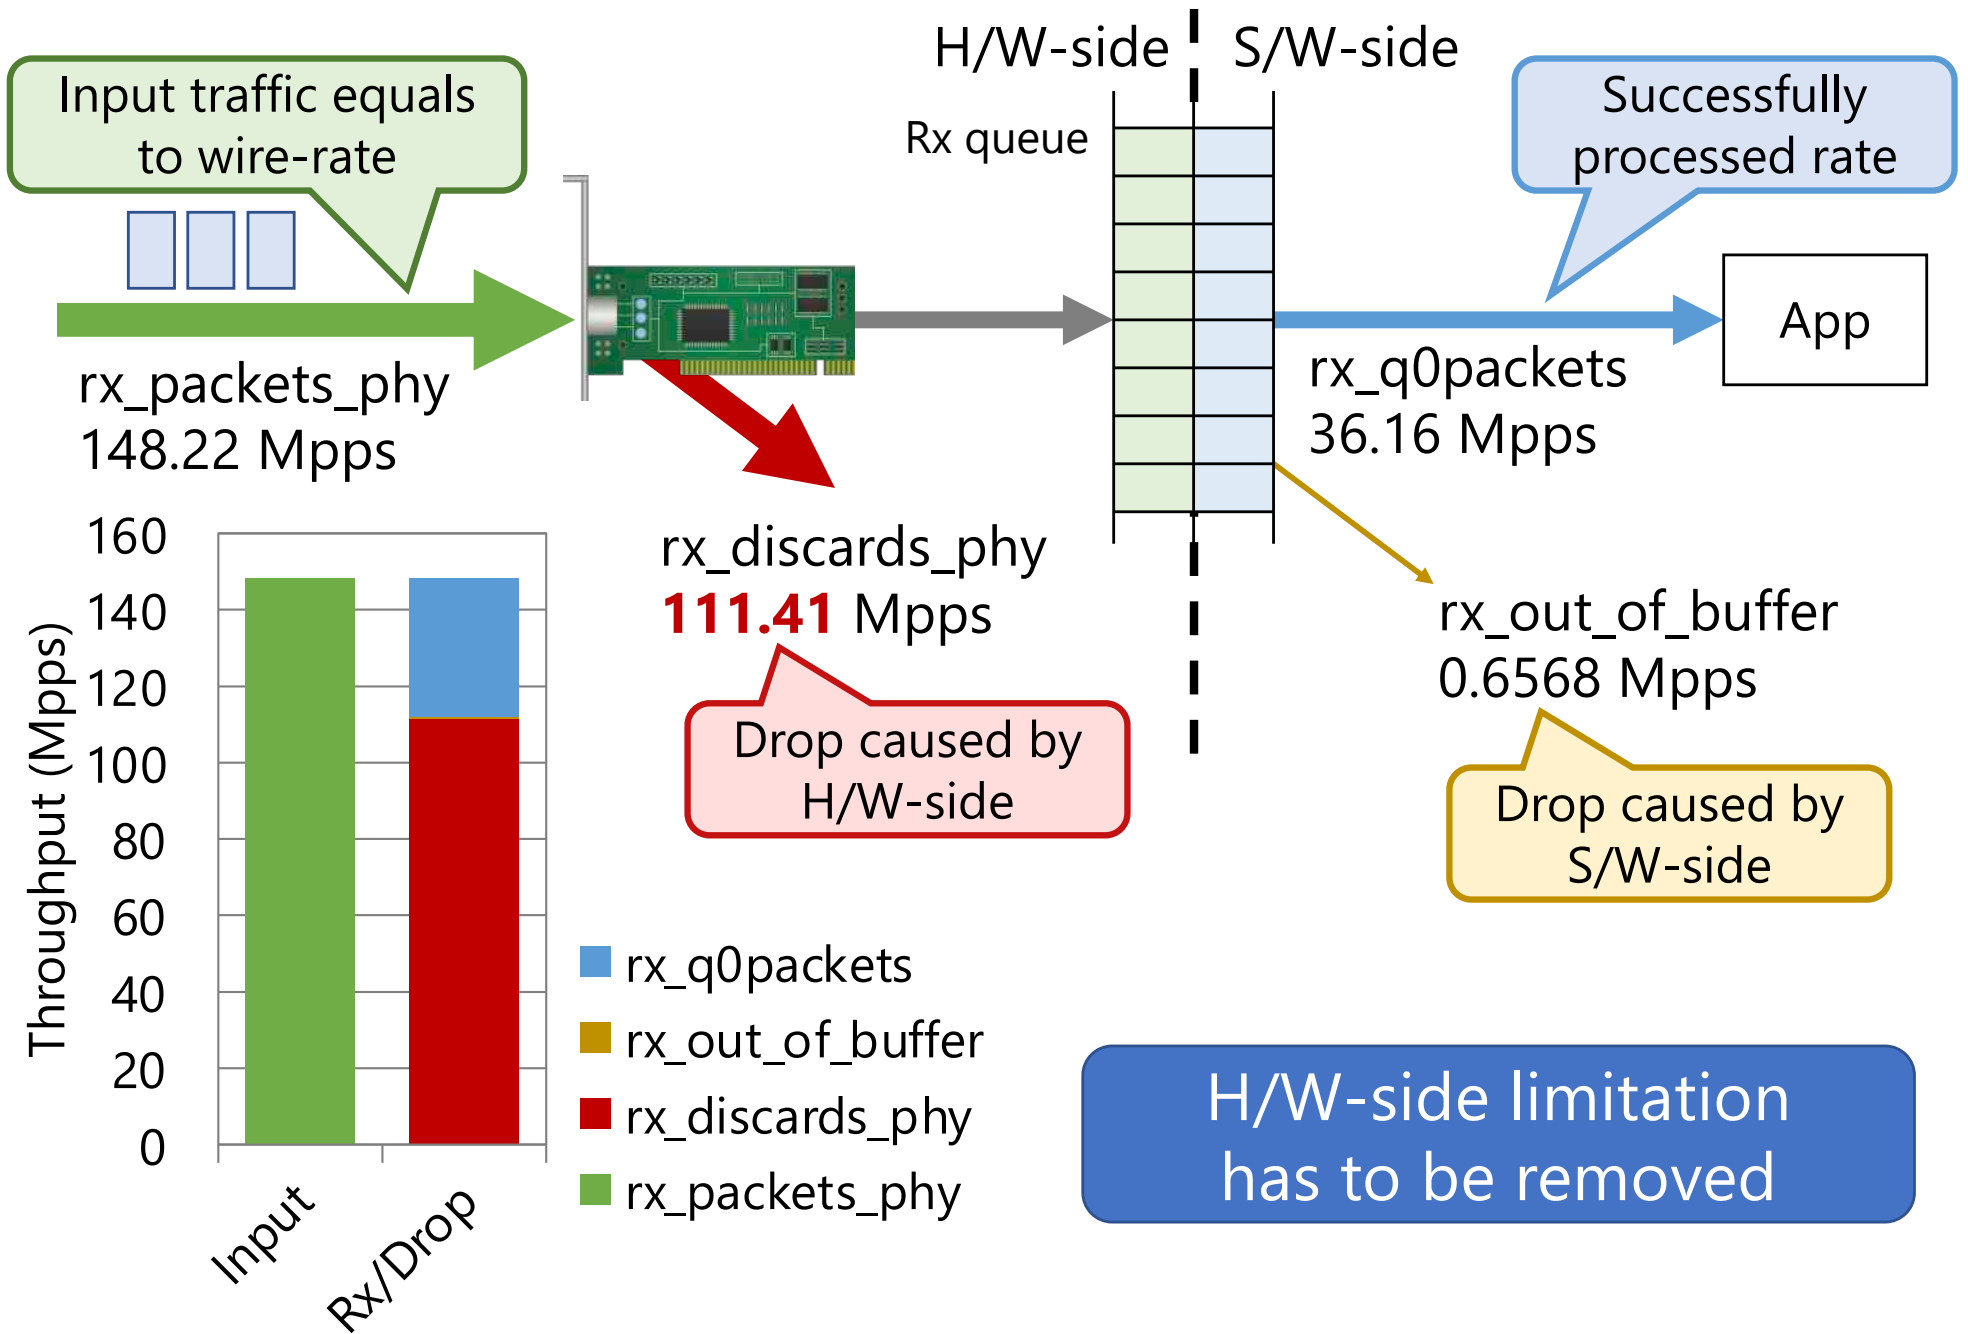 H/W-side
S/W-side
Input traffic equals
to wire-rate
Rx queue
Successfully
processed rate
App
rx_packets_phy
148.22 Mpps
rx_q0packets
36.16 Mpps
rx_discards_phy
111.41 Mpps
rx_out_of_buffer
0.6568 Mpps
Drop caused by
H/W-side
Drop caused by
S/W-side
Throughput (Mpps)
160
140
120
100
80
60
40
20
0
Input
Rx/Drop
rx_q0packets
rx_out_of_buffer
rx_discards_phy
rx_packets_phy
H/W-side limitation
has to be removed